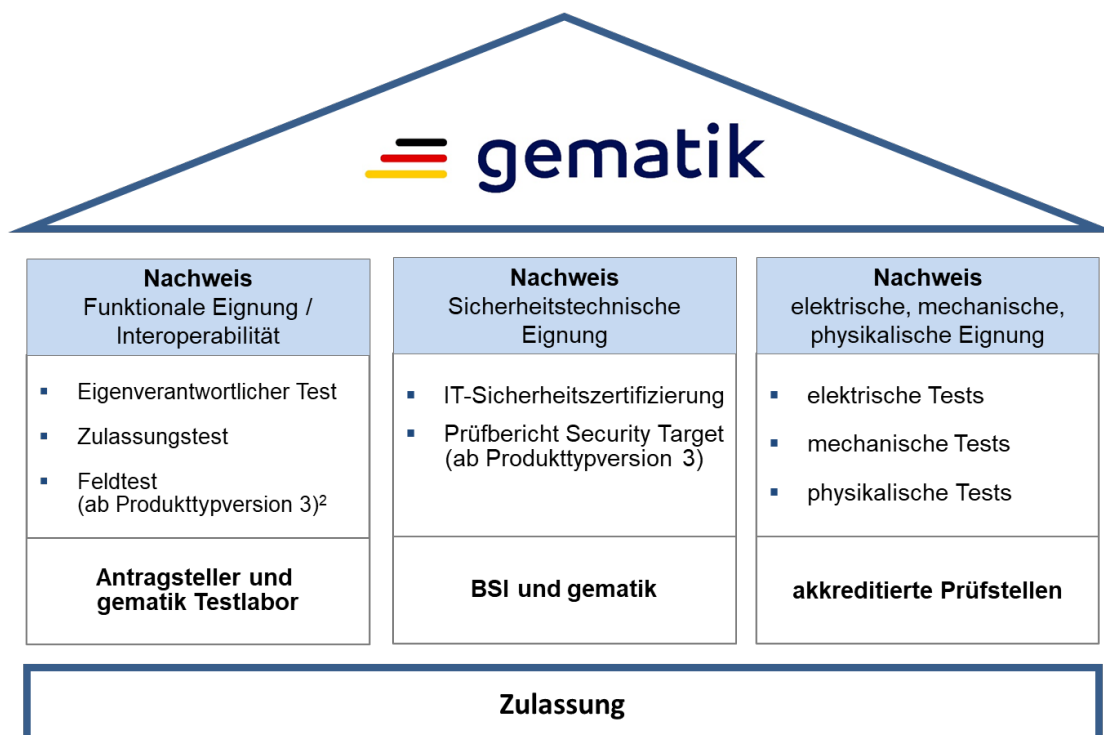 gematik
Nachweis
Funktionale Eignung /
Interoperabilität
▪ Eigenverantwortlicher Test
▪ Zulassungstest
▪ Feldtest
(ab Produkttypversion 3)²
Antragsteller und
gematik Testlabor
Nachweis
Sicherheitstechnische
Eignung
▪ IT-Sicherheitszertifizierung
▪ Prüfbericht Security Target
(ab Produkttypversion 3)
BSI und gematik
Nachweis
elektrische, mechanische,
physikalische Eignung
▪ elektrische Tests
▪ mechanische Tests
▪ physikalische Tests
akkreditierte Prüfstellen
Zulassung